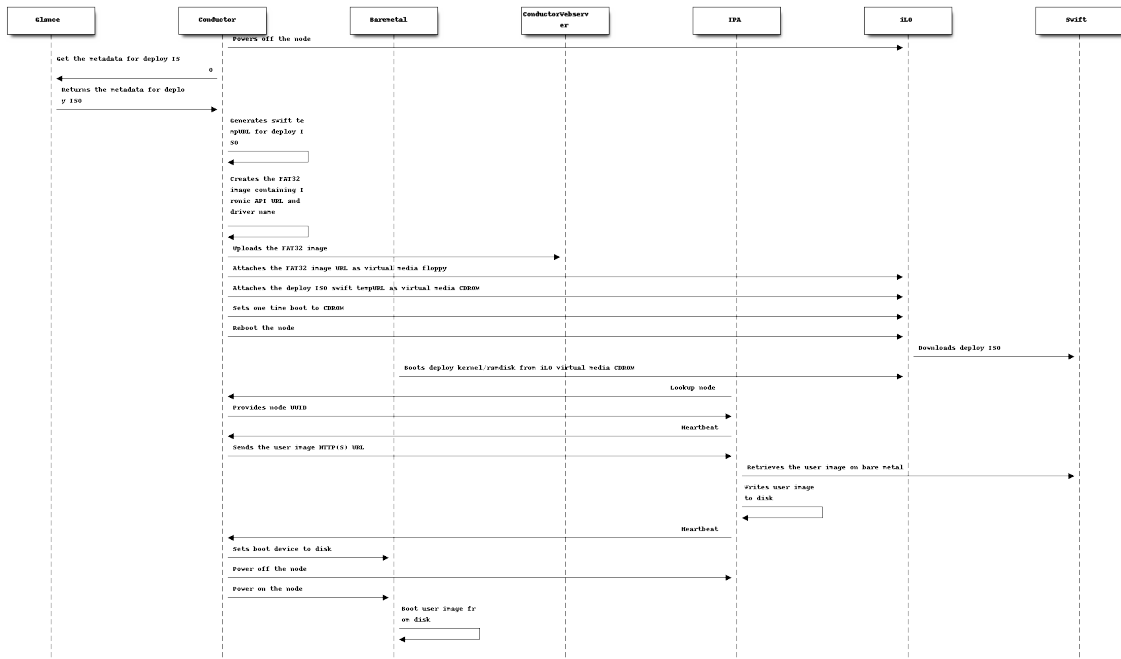 Glance
Conductor
Baremetal
ConductorWebserv
er
IPA
iLO
Swift
Powers off the node
Get the metadata for deploy IS
O
Returns the metadata for deplo
y ISO
Generates swift te
mpURL for deploy I
SO
Creates the FAT32
image containing I
ronic API URL and
driver name
Uploads the FAT32 image
Attaches the FAT32 image URL as virtual media floppy
Attaches the deploy ISO swift tempURL as virtual media CDROM
Sets one time boot to CDROM
Reboot the node
Downloads deploy ISO
Boots deploy kernel/ramdisk from iLO virtual media CDROM
Lookup node
Provides node UUID
Heartbeat
Sends the user image HTTP(S) URL
Retrieves the user image on bare metal
Writes user image
to disk
Heartbeat
Sets boot device to disk
Power off the node
Power on the node
Boot user image fr
om disk